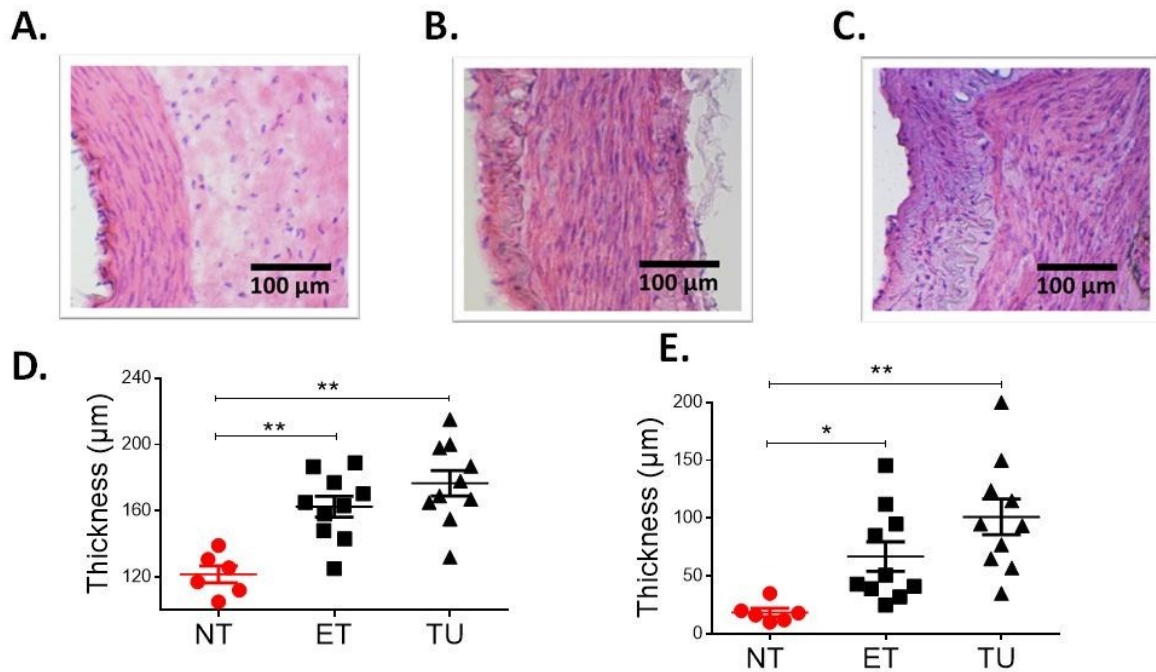 A.
B.
C.
100 µm
100 µm
100 µm
D.
E.
Thickness (µm)
240
200
160
120
**
**
NT
ET
TU
Thickness (µm)
200
150
100
50
0
**
*
NT
ET
TU